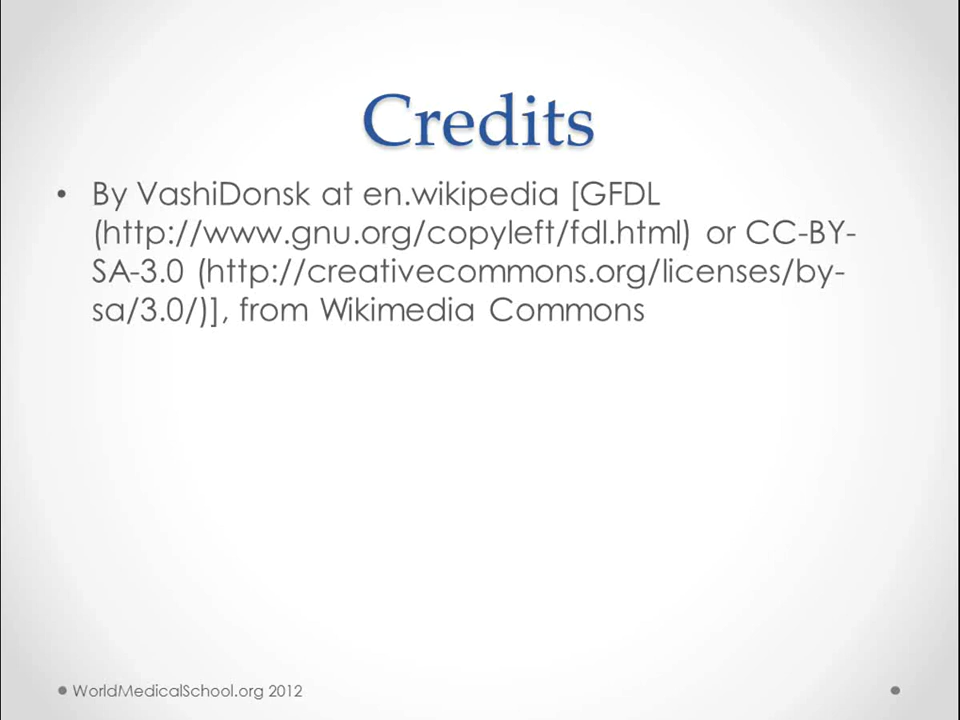 Credits
• By VashiDonsk at en.wikipedia [GFDL
(http://www.gnu.org/copyleft/fdl.html) or CC-BY-
SA-3.0 (http://creativecommons.org/licenses/by-
sa/3.0/)], from Wikimedia Commons
WorldMedicalSchool.org 2012